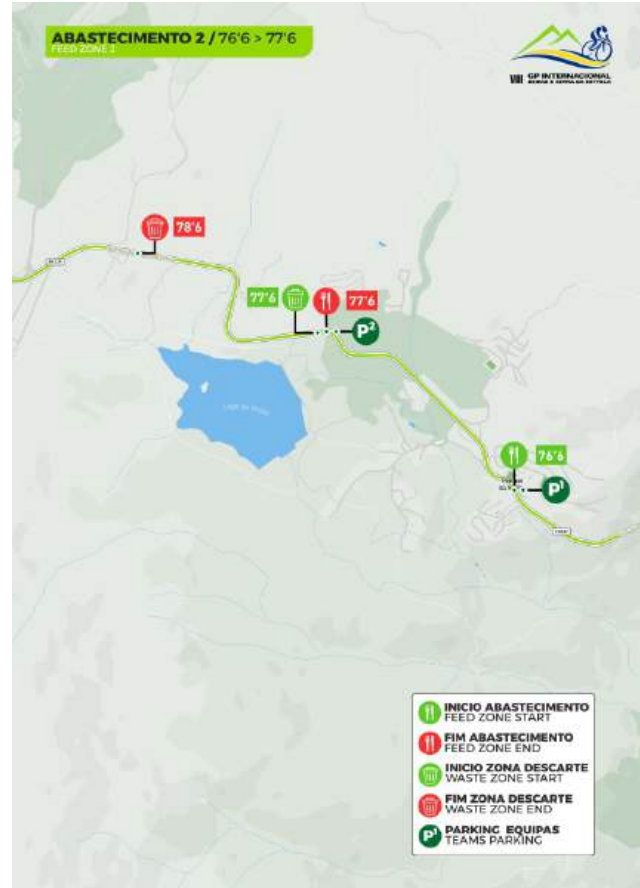 ABASTECIMENTO 2 / 76'6 > 77'6
FEED ZONE 2
VIII GP INTERNACIONAL
78'6
77'6
77'6
P2
76'6
P1
INICIO ABASTECIMENTO
FEED ZONE START
FIM ABASTECIMENTO
FEED ZONE END
INICIO ZONA DESCARTE
WASTE ZONE START
FIM ZONA DESCARTE
WASTE ZONE END
P1 PARKING EQUIPAS
TEAMS PARKING